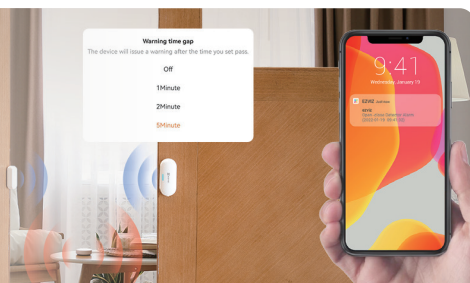 Warning time gap
The device will issue a warning after the time you set pass.
Off
1Minute
2Minute
5Minute
9:41
Wednesday, January 19
EZVIZ